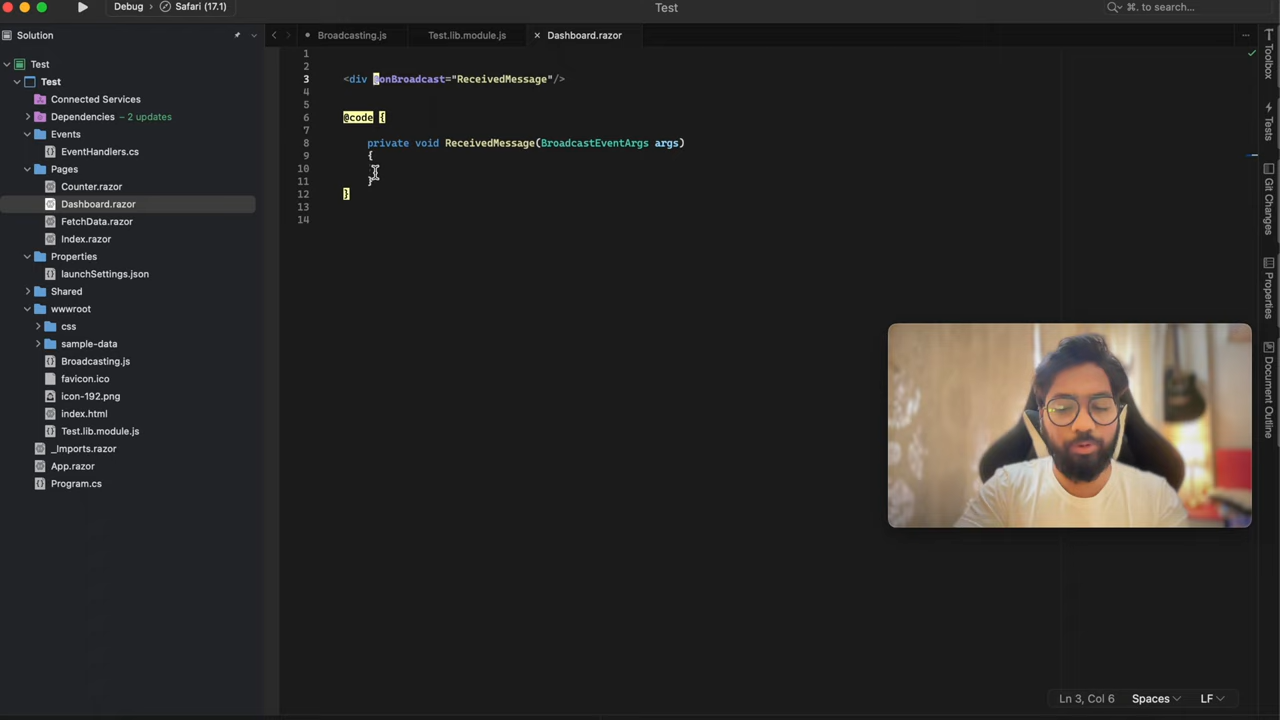 Debug
Safari (17.1)
Test
⌘. to search...
Solution
Broadcasting.js
Test.lib.module.js
Dashboard.razor
Test
Test
Connected Services
Dependencies – 2 updates
Events
EventHandlers.cs
Pages
Counter.razor
Dashboard.razor
FetchData.razor
Index.razor
Properties
launchSettings.json
Shared
wwwroot
css
sample-data
Broadcasting.js
favicon.ico
icon-192.png
index.html
Test.lib.module.js
_Imports.razor
App.razor
Program.cs
1
2
3 <div @onBroadcast="ReceivedMessage"/>
4
5
6 @code {
7
8 private void ReceivedMessage(BroadcastEventArgs args)
9 {
10
11 }
12 }
13
14
Toolbox
Tests
Git Changes
Properties
Document Outline
Ln 3, Col 6
Spaces
LF